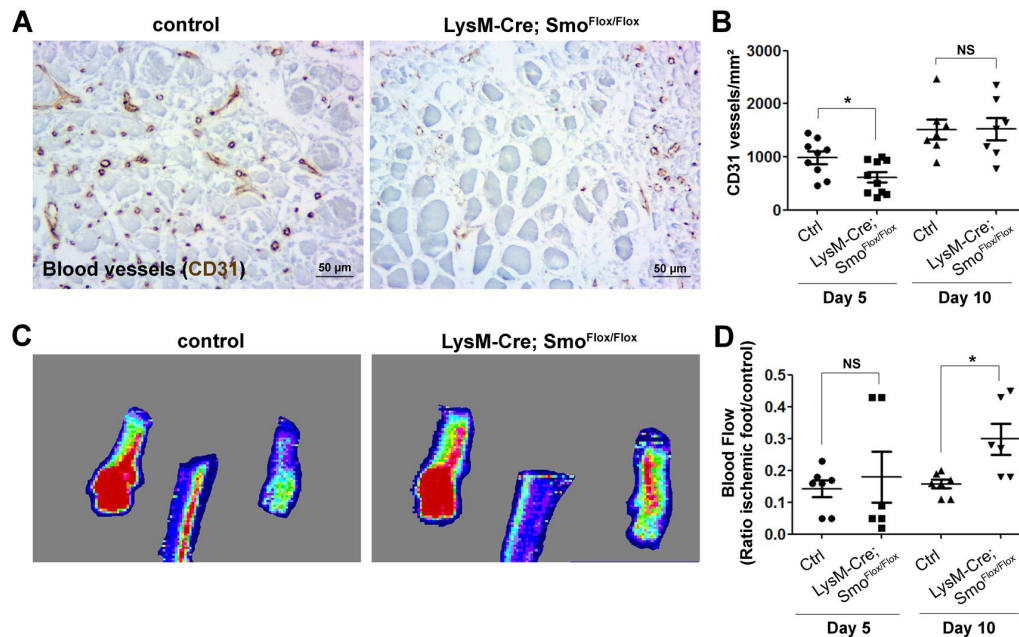 A
control
LysM-Cre; Smo^Flox/Flox
Blood vessels (CD31)
50 µm
50 µm
B
CD31 vessels/mm²
3000
2000
1000
0
*
NS
Ctrl
LysM-Cre;
Smo^Flox/Flox
Ctrl
LysM-Cre;
Smo^Flox/Flox
Day 5
Day 10
C
control
LysM-Cre; Smo^Flox/Flox
D
Blood Flow
(Ratio ischemic foot/control)
0.5
0.4
0.3
0.2
0.1
0.0
NS
*
Ctrl
LysM-Cre;
Smo^Flox/Flox
Ctrl
LysM-Cre;
Smo^Flox/Flox
Day 5
Day 10